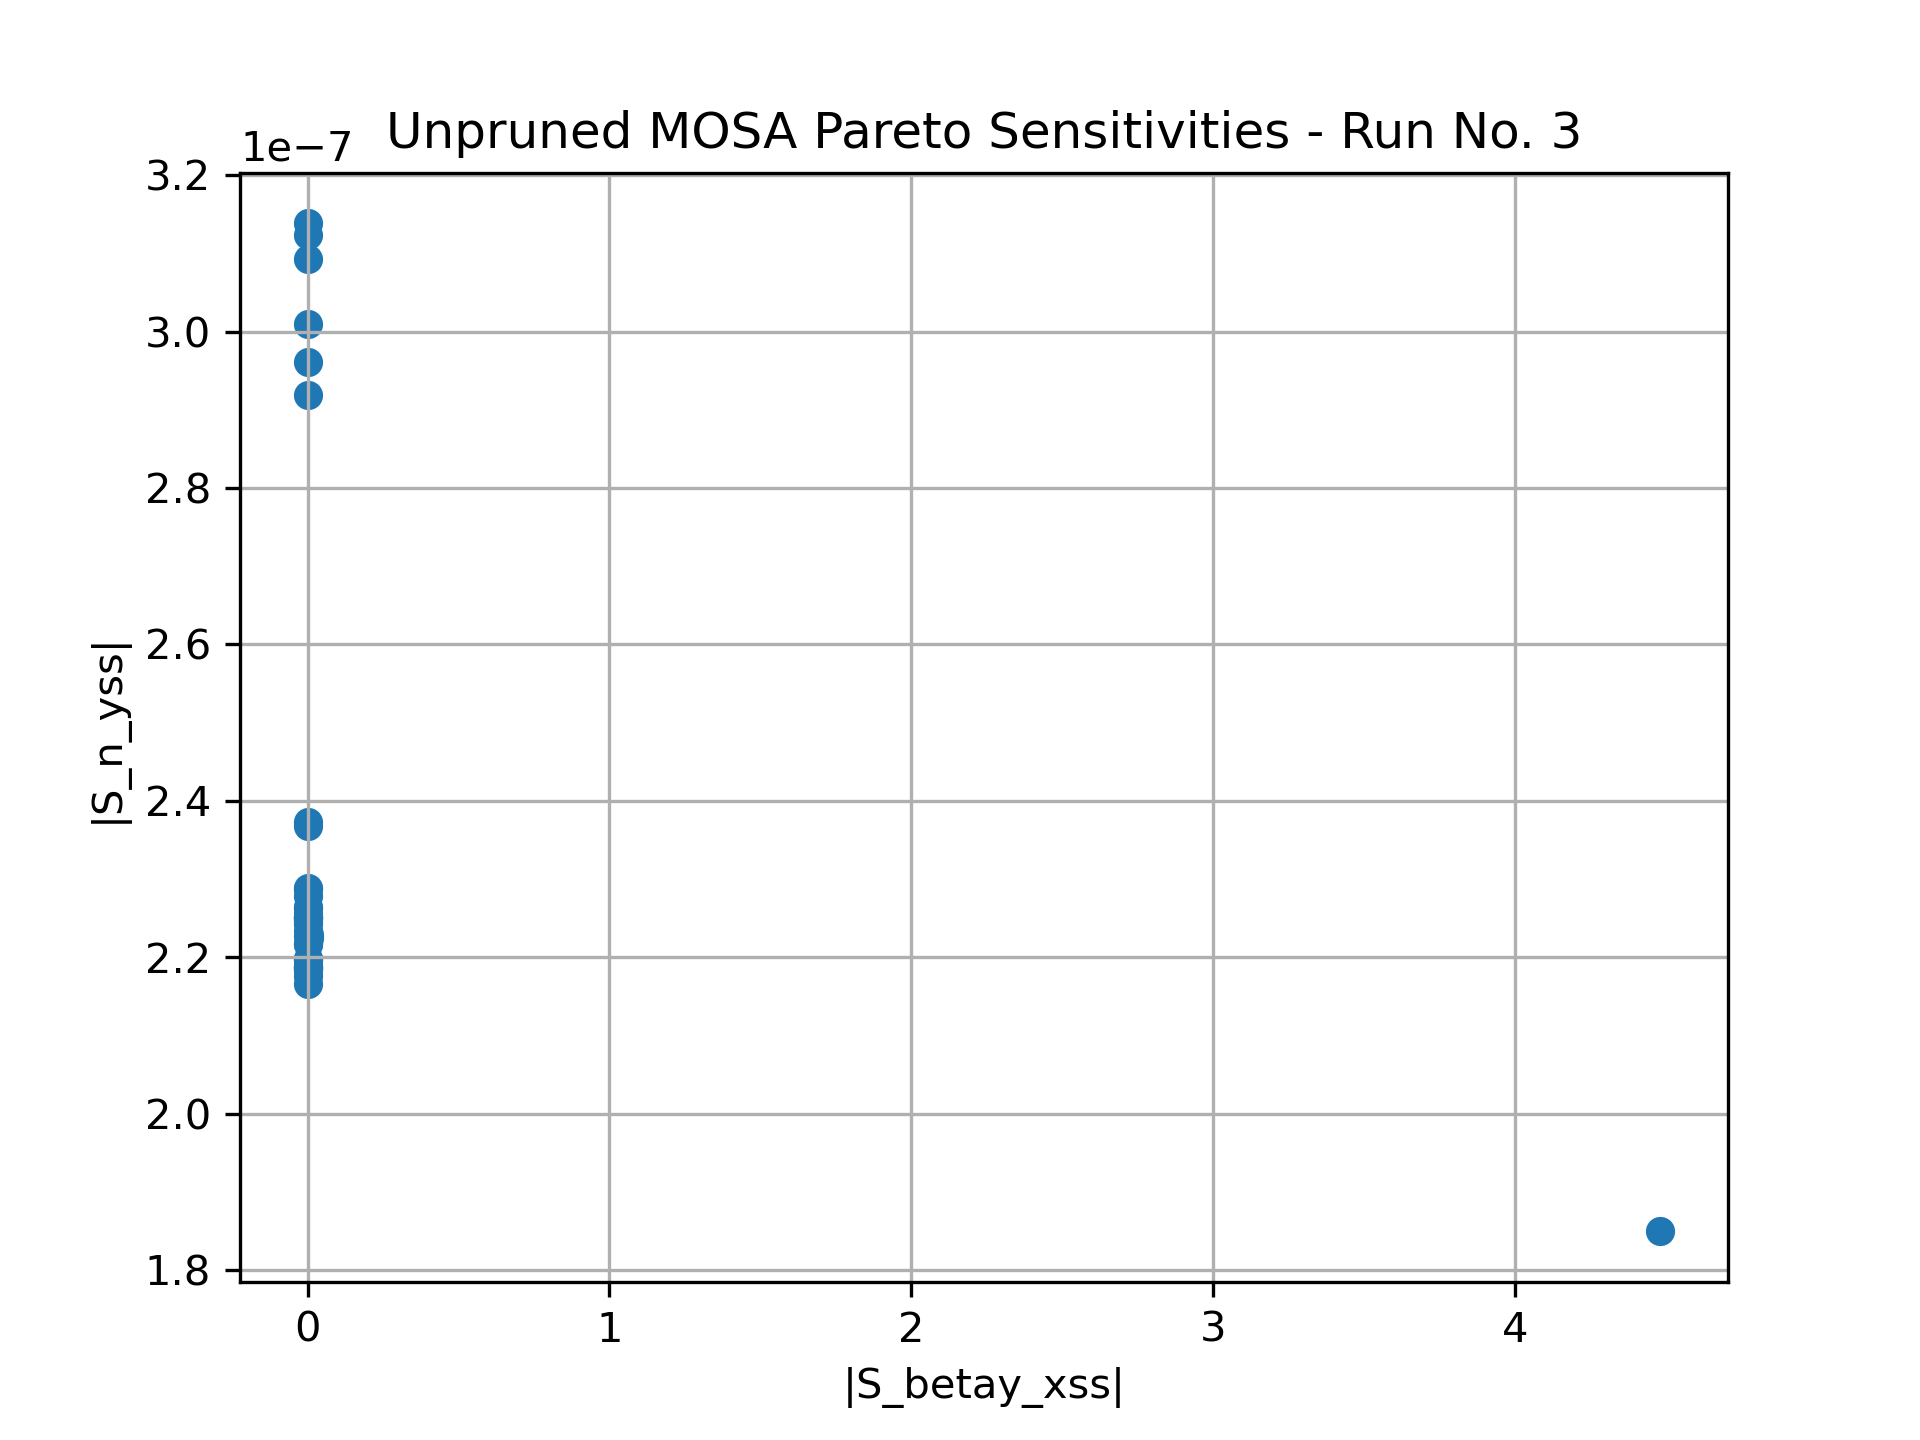 Unpruned MOSA Pareto Sensitivities - Run No. 3
1e−7
3.2
3.0
2.8
2.6
2.4
2.2
2.0
1.8
|S_n_yss|
0 1 2 3 4
|S_betay_xss|